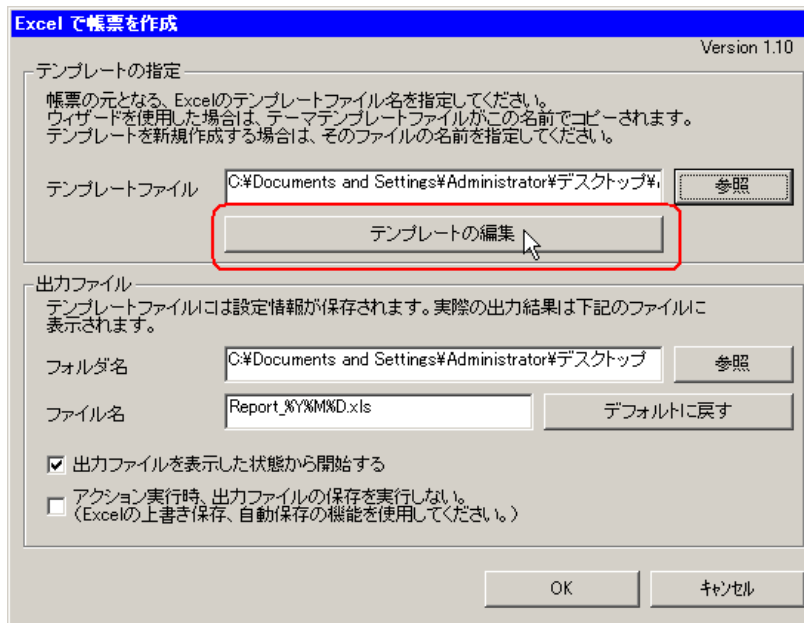 Excel で帳票を作成
Version 1.10
テンプレートの指定
帳票の元となる、Excelのテンプレートファイル名を指定してください。
ウィザードを使用した場合は、テーマテンプレートファイルがこの名前でコピーされます。
テンプレートを新規作成する場合は、そのファイルの名前を指定してください。
テンプレートファイル
C:¥Documents and Settings¥Administrator¥デスクトップ¥
参照
テンプレートの編集
出力ファイル
テンプレートファイルには設定情報が保存されます。実際の出力結果は下記のファイルに
表示されます。
フォルダ名
C:¥Documents and Settings¥Administrator¥デスクトップ
参照
ファイル名
Report_%Y%M%D.xls
デフォルトに戻す
出力ファイルを表示した状態から開始する
アクション実行時、出力ファイルの保存を実行しない。
（Excelの上書き保存、自動保存の機能を使用してください。）
OK
キャンセル